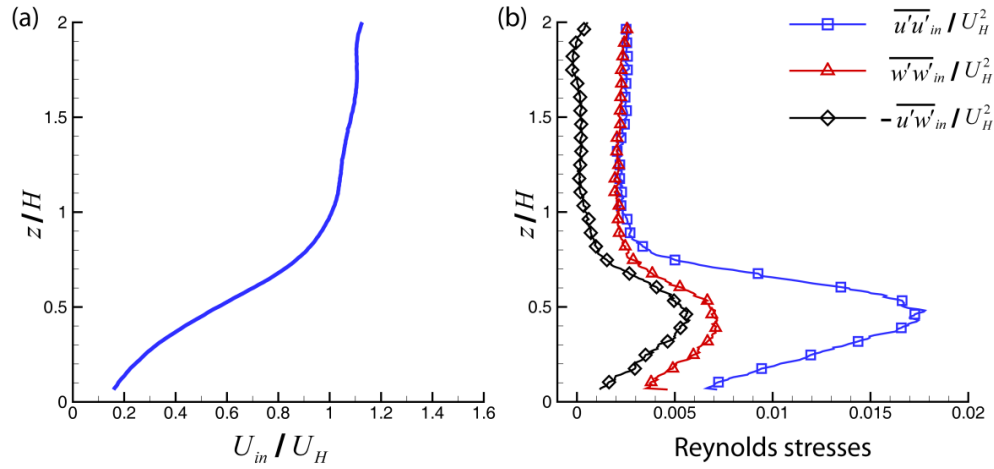 (a)
2
1.5
1
0.5
0
z/H
0 0.2 0.4 0.6 0.8 1 1.2 1.4 1.6
U_in / U_H
(b)
2
1.5
1
0.5
0
z/H
0 0.005 0.01 0.015 0.02
Reynolds stresses
u'u'_in / U_H^2
w'w'_in / U_H^2
- u'w'_in / U_H^2